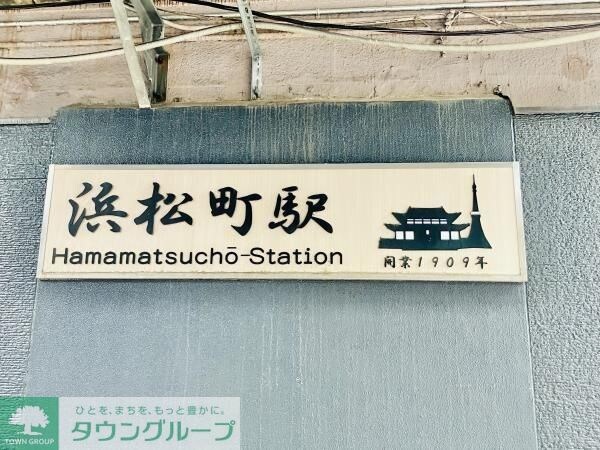 浜松町駅
Hamamatsuchō-Station
開業1909年
ひとを、まちを、もっと豊かに。
タウングループ
TOWN GROUP